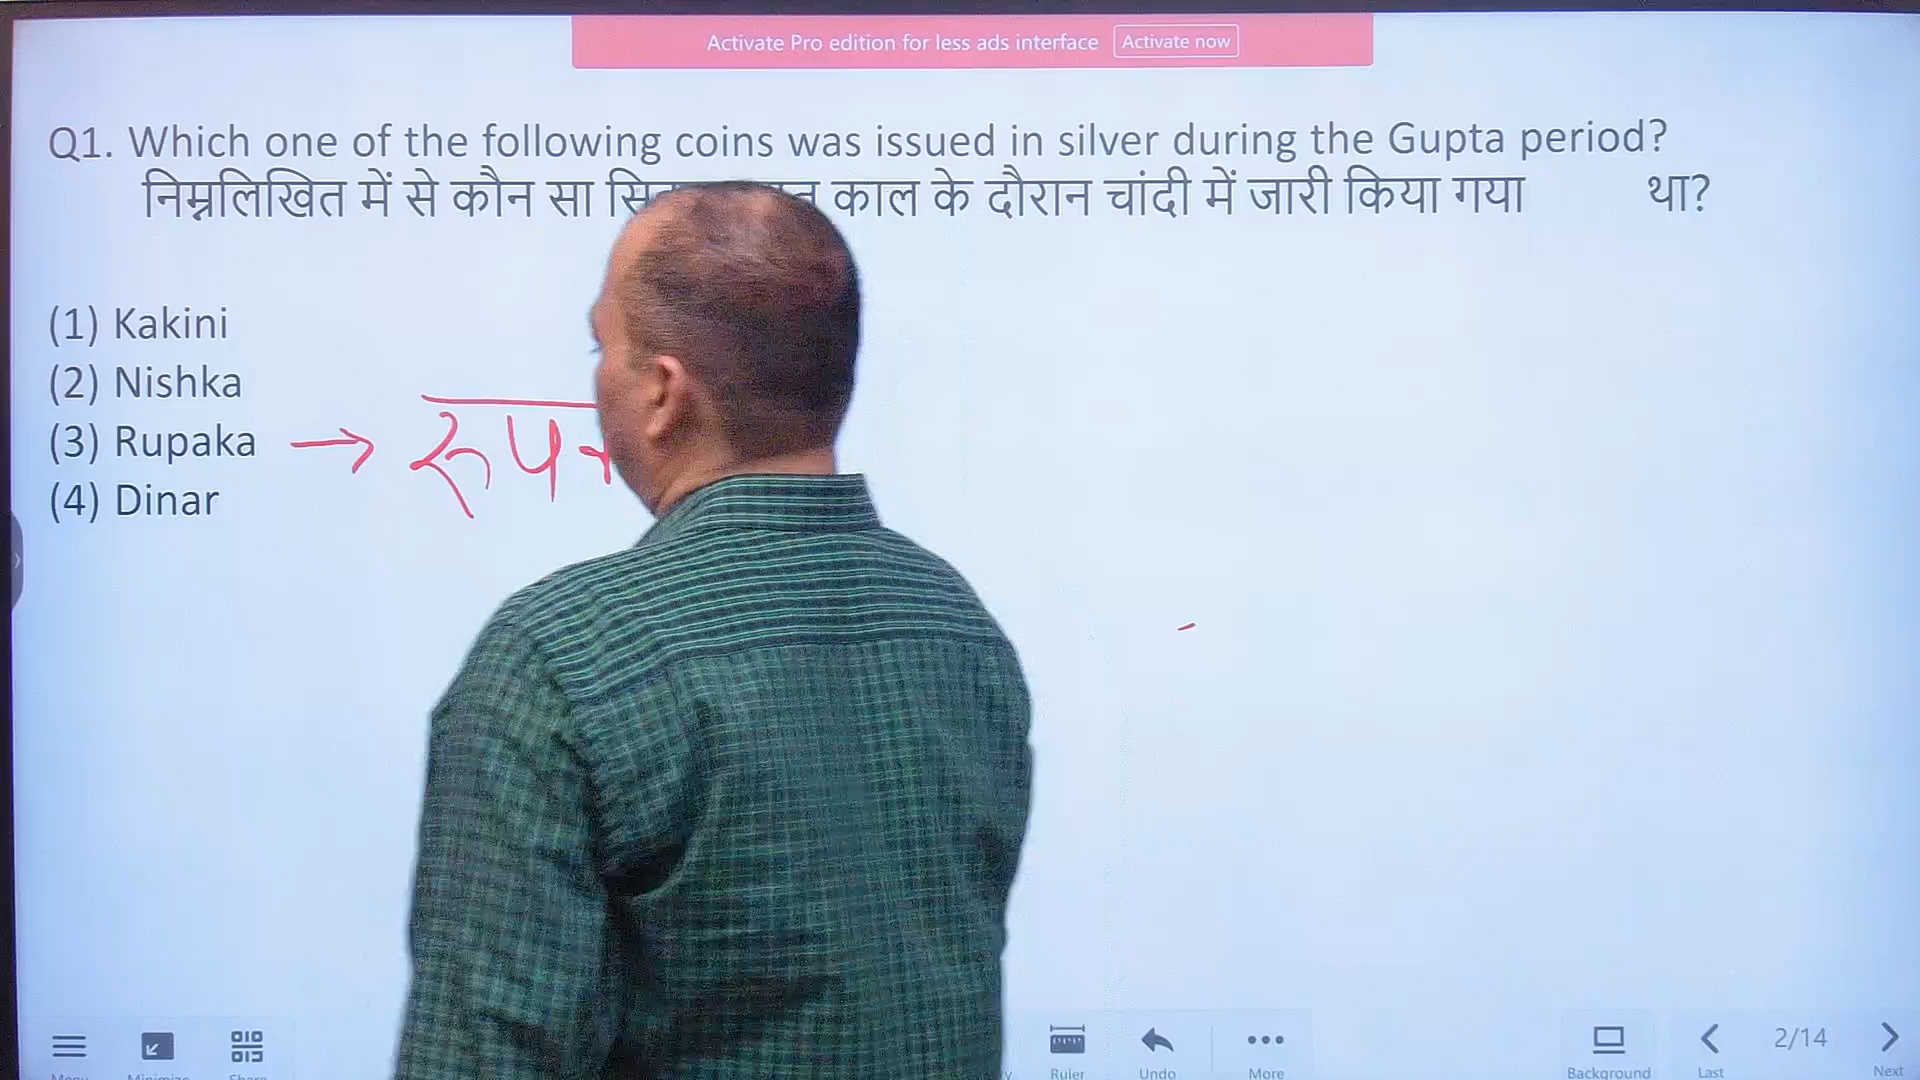 Activate Pro edition for less ads interface Activate now
Q1. Which one of the following coins was issued in silver during the Gupta period?
निम्नलिखित में से कौन सा काल के दौरान चांदी में जारी किया गया था?
(1) Kakini
(2) Nishka
(3) Rupaka →
(4) Dinar
2/14
Ruler Undo More Background Last Next